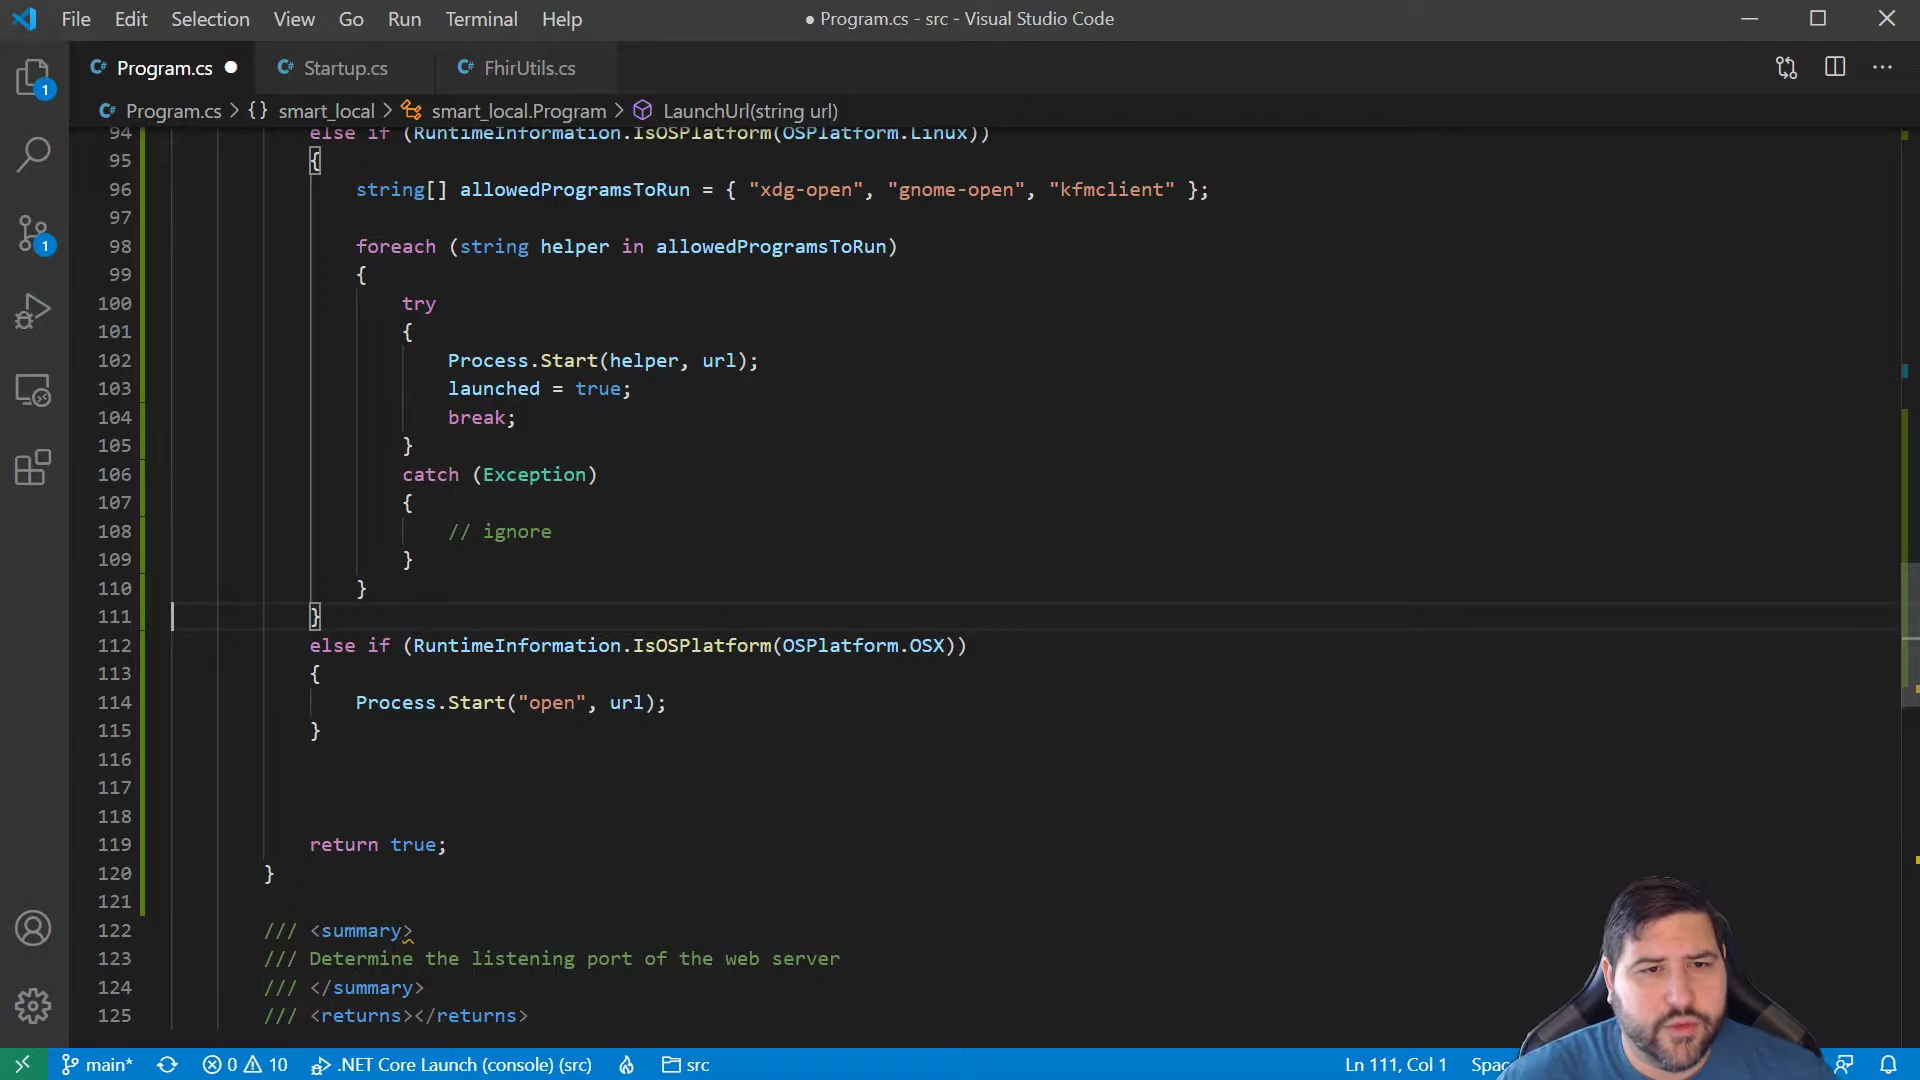 File Edit Selection View Go Run Terminal Help
● Program.cs - src - Visual Studio Code
C# Program.cs ●
C# Startup.cs
C# FhirUtils.cs
C# Program.cs > {} smart_local > smart_local.Program > LaunchUrl(string url)
94 else if (RuntimeInformation.IsOSPlatform(OSPlatform.Linux))
95 {
96 string[] allowedProgramsToRun = { "xdg-open", "gnome-open", "kfmclient" };
97
98 foreach (string helper in allowedProgramsToRun)
99 {
100 try
101 {
102 Process.Start(helper, url);
103 launched = true;
104 break;
105 }
106 catch (Exception)
107 {
108 // ignore
109 }
110 }
111 }
112 else if (RuntimeInformation.IsOSPlatform(OSPlatform.OSX))
113 {
114 Process.Start("open", url);
115 }
116
117
118
119 return true;
120 }
121
122 /// <summary>
123 /// Determine the listening port of the web server
124 /// </summary>
125 /// <returns></returns>
1
1
main* 0 10 .NET Core Launch (console) (src) src
Ln 111, Col 1 Spac